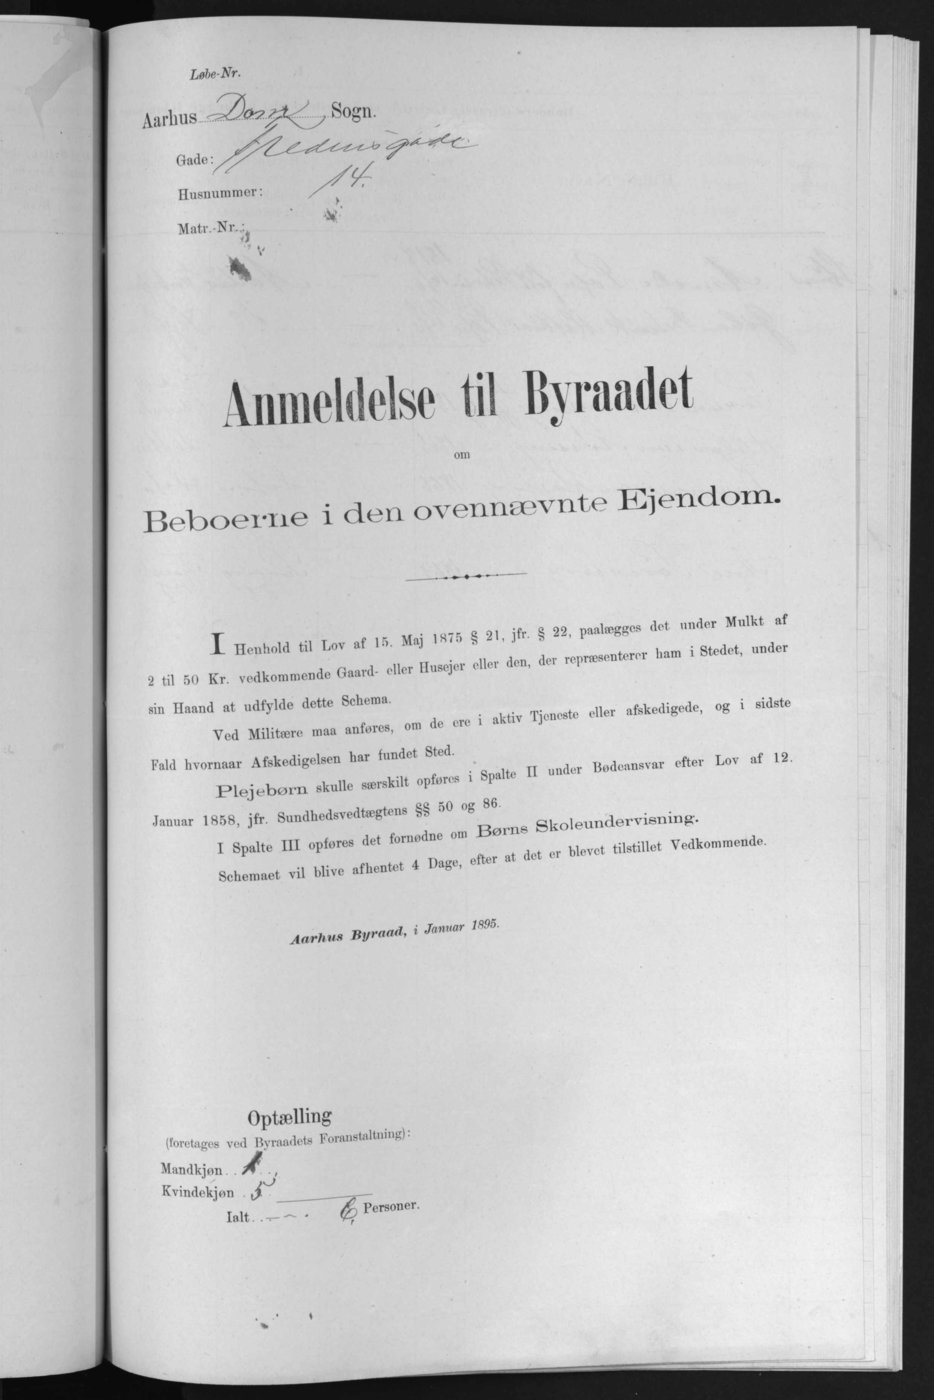 Løbe-Nr.
Aarhus Dom Sogn.
Gade: Fredensgade
Husnummer: 14.
Matr.-Nr.:
Anmeldelse til Byraadet
om
Beboerne i den ovennævnte Ejendom.
I Henhold til Lov af 15. Maj 1875 § 21, jfr. § 22, paalægges det under Mulkt af
2 til 50 Kr. vedkommende Gaard- eller Husejer eller den, der repræsenterer ham i Stedet, under
sin Haand at udfylde dette Schema.
Ved Militære maa anføres, om de ere i aktiv Tjeneste eller afskedigede, og i sidste
Fald hvornaar Afskedigelsen har fundet Sted.
Plejebørn skulle særskilt opføres i Spalte II under Bødeansvar efter Lov af 12.
Januar 1858, jfr. Sundhedsvedtægtens §§ 50 og 86.
I Spalte III opføres det fornødne om Børns Skoleundervisning.
Schemaet vil blive afhentet 4 Dage, efter at det er blevet tilstillet Vedkommende.
Aarhus Byraad, i Januar 1895.
Optælling
(foretages ved Byraadets Foranstaltning):
Mandkjøn 1
Kvindekjøn 5
Ialt 6 Personer.